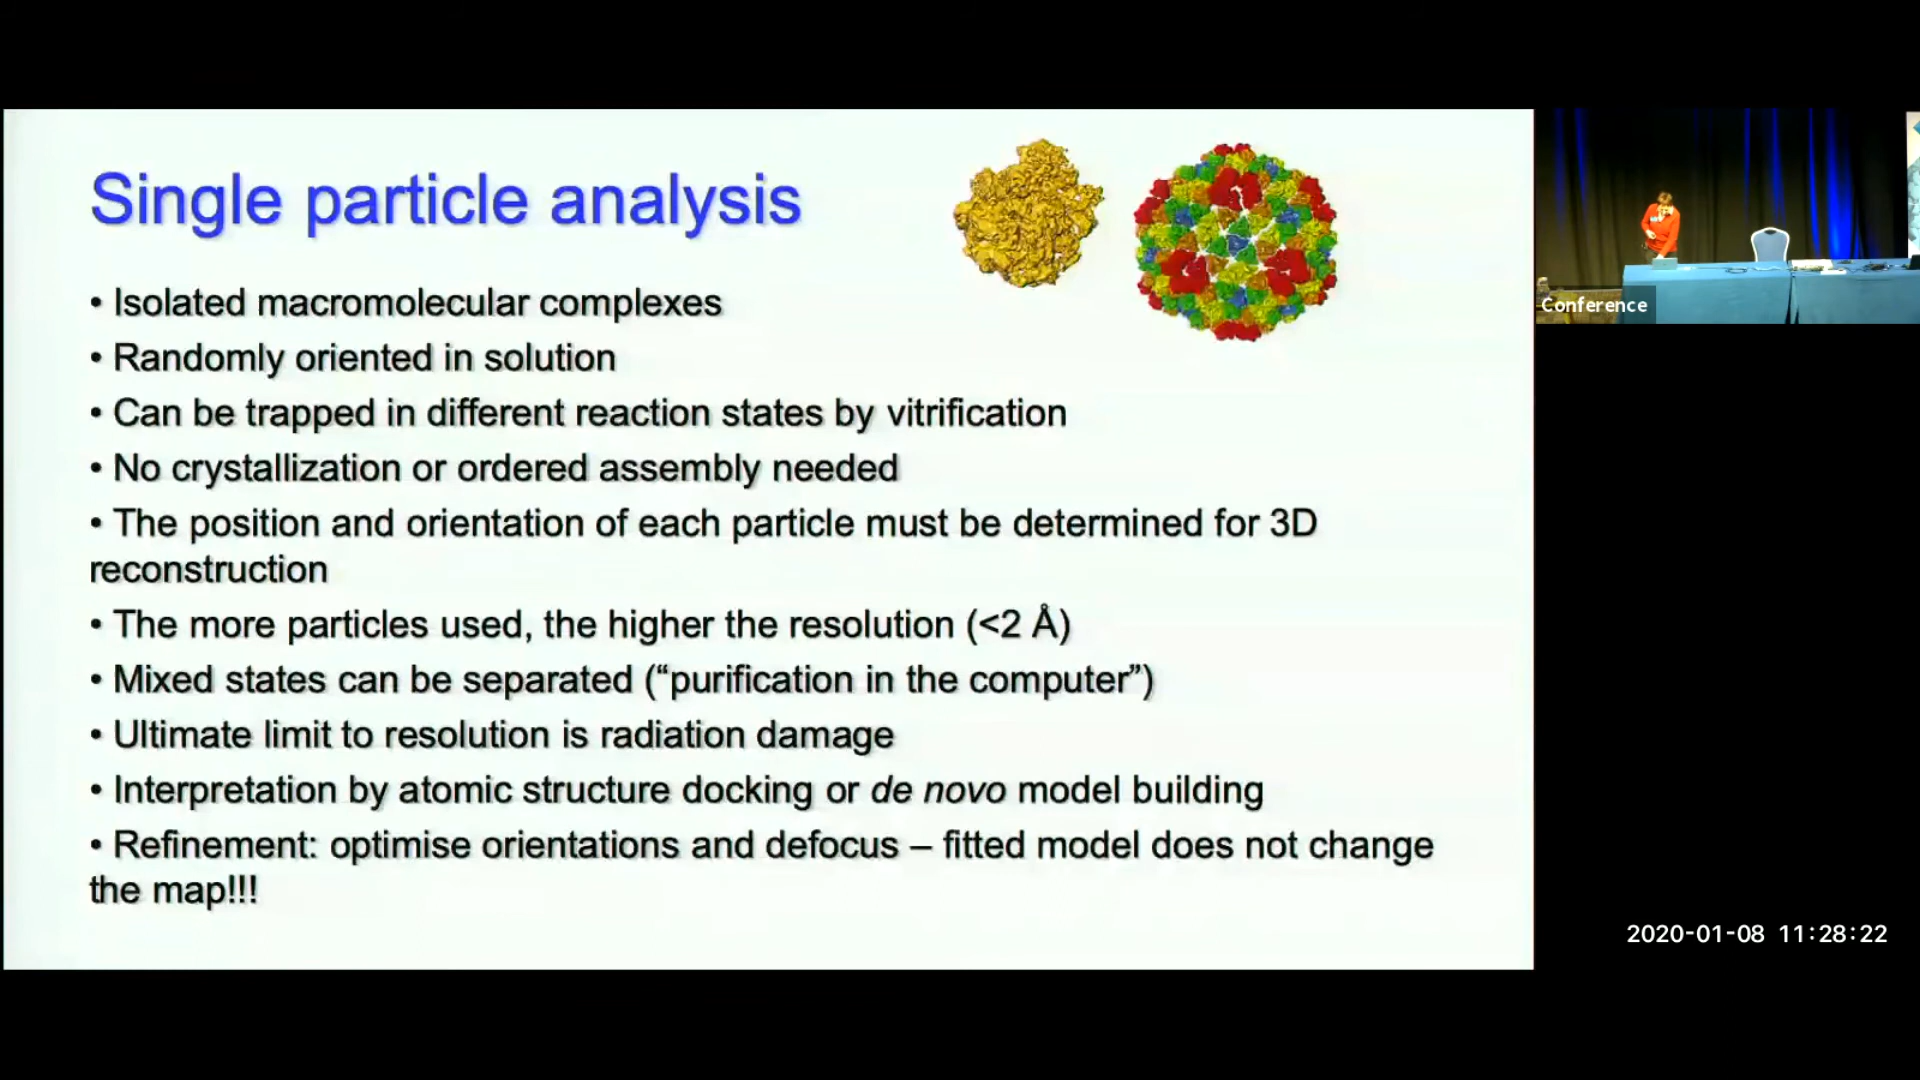 Single particle analysis
• Isolated macromolecular complexes
• Randomly oriented in solution
• Can be trapped in different reaction states by vitrification
• No crystallization or ordered assembly needed
• The position and orientation of each particle must be determined for 3D
reconstruction
• The more particles used, the higher the resolution (<2 Å)
• Mixed states can be separated (“purification in the computer”)
• Ultimate limit to resolution is radiation damage
• Interpretation by atomic structure docking or de novo model building
• Refinement: optimise orientations and defocus – fitted model does not change
the map!!!
Conference
2020-01-08 11:28:22